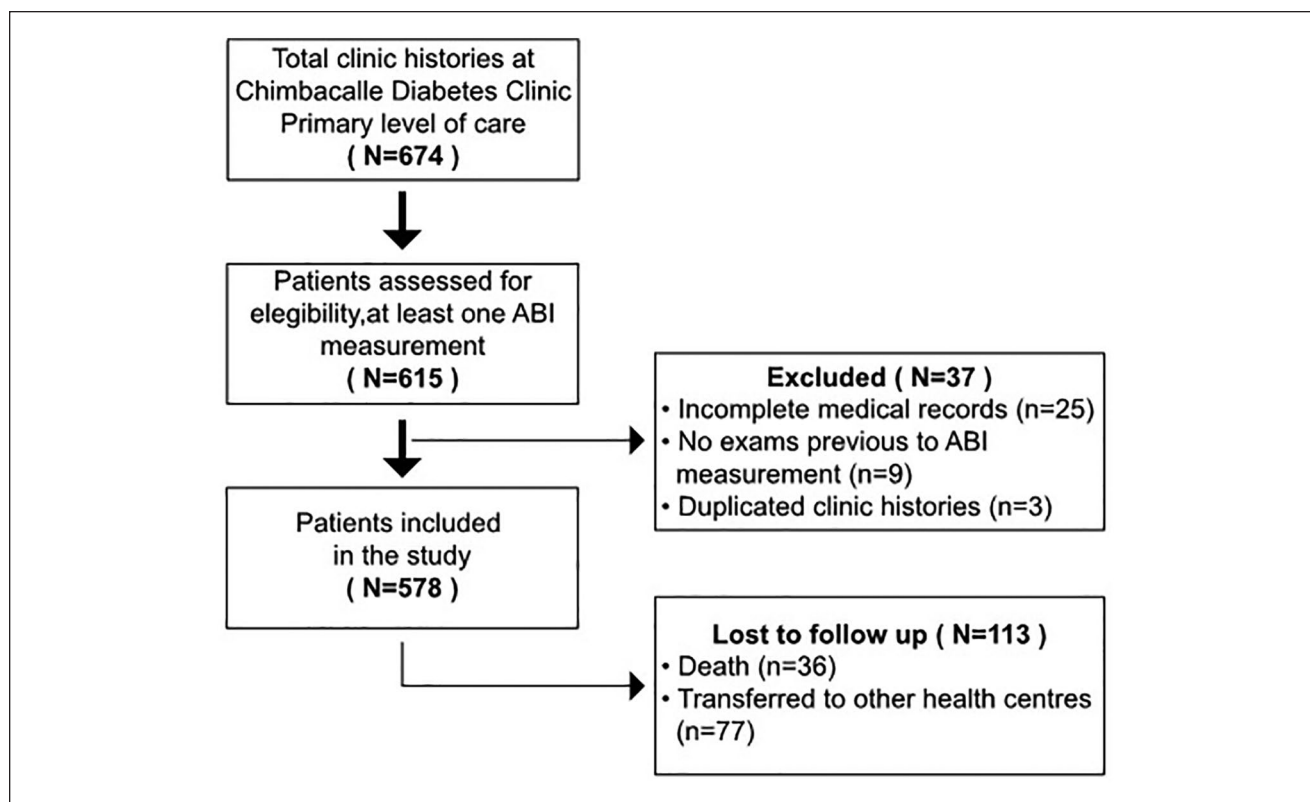 Total clinic histories at
Chimbacalle Diabetes Clinic
Primary level of care
( N=674 )
Patients assessed for
elegibility,at least one ABI
measurement
( N=615 )
Excluded ( N=37 )
• Incomplete medical records (n=25)
• No exams previous to ABI
measurement (n=9)
• Duplicated clinic histories (n=3)
Patients included
in the study
( N=578 )
Lost to follow up ( N=113 )
• Death (n=36)
• Transferred to other health centres
(n=77)